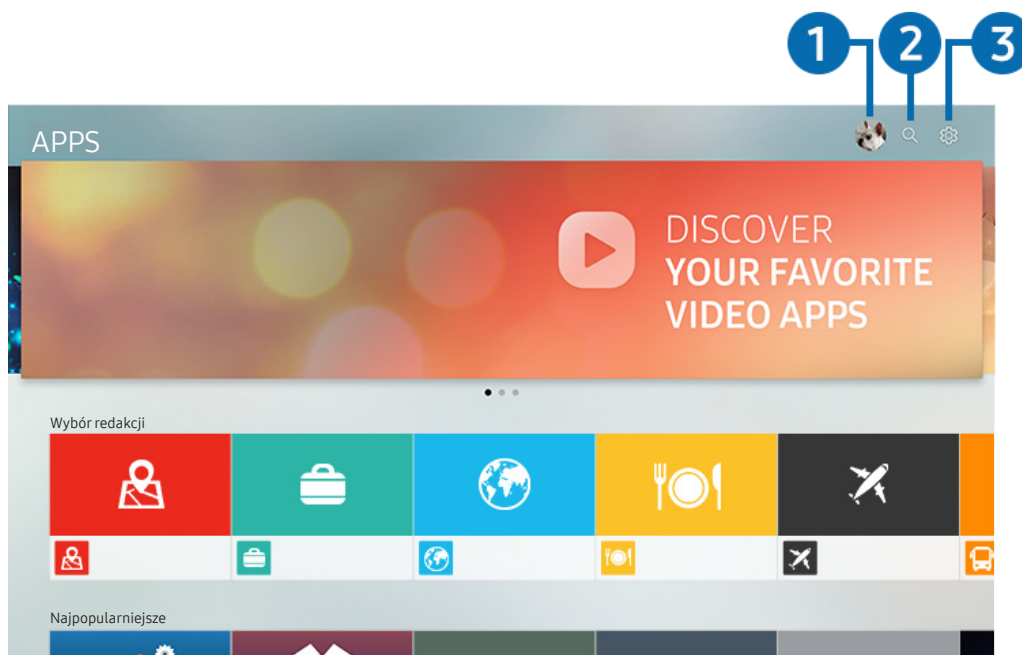 1 2 3
APPS
DISCOVER
YOUR FAVORITE
VIDEO APPS
Wybór redakcji
Najpopularniejsze